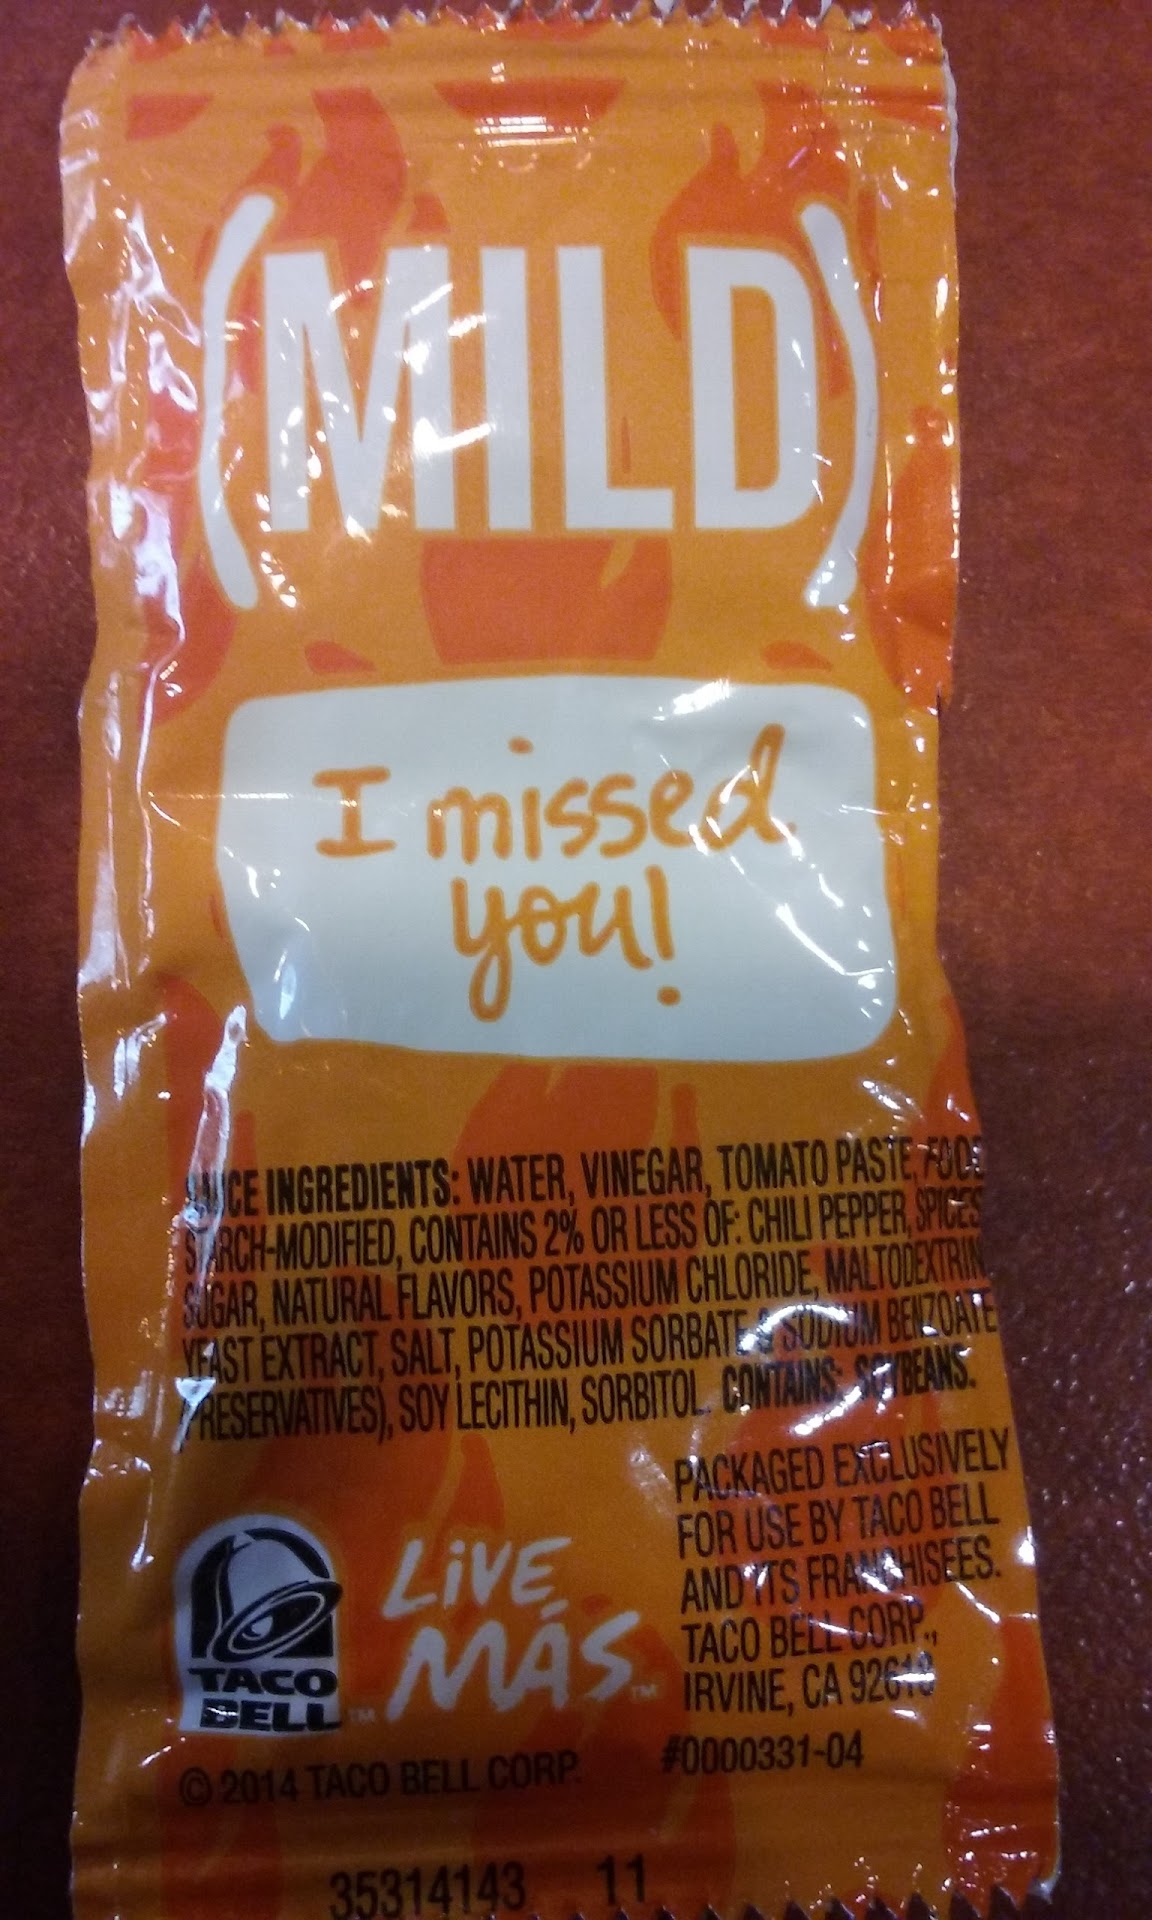 (MILD)
I missed
you!
SAUCE INGREDIENTS: WATER, VINEGAR, TOMATO PASTE, FOOD
STARCH-MODIFIED, CONTAINS 2% OR LESS OF: CHILI PEPPER, SPICES
SUGAR, NATURAL FLAVORS, POTASSIUM CHLORIDE, MALTODEXTRIN
YEAST EXTRACT, SALT, POTASSIUM SORBATE & SODIUM BENZOATE
(PRESERVATIVES), SOY LECITHIN, SORBITOL. CONTAINS: SOYBEANS.
PACKAGED EXCLUSIVELY
FOR USE BY TACO BELL
AND ITS FRANCHISEES.
TACO BELL CORP.,
IRVINE, CA 92618
#0000331-04
TACO
BELL™
LiVE
MÁS™
© 2014 TACO BELL CORP.
35314143 11